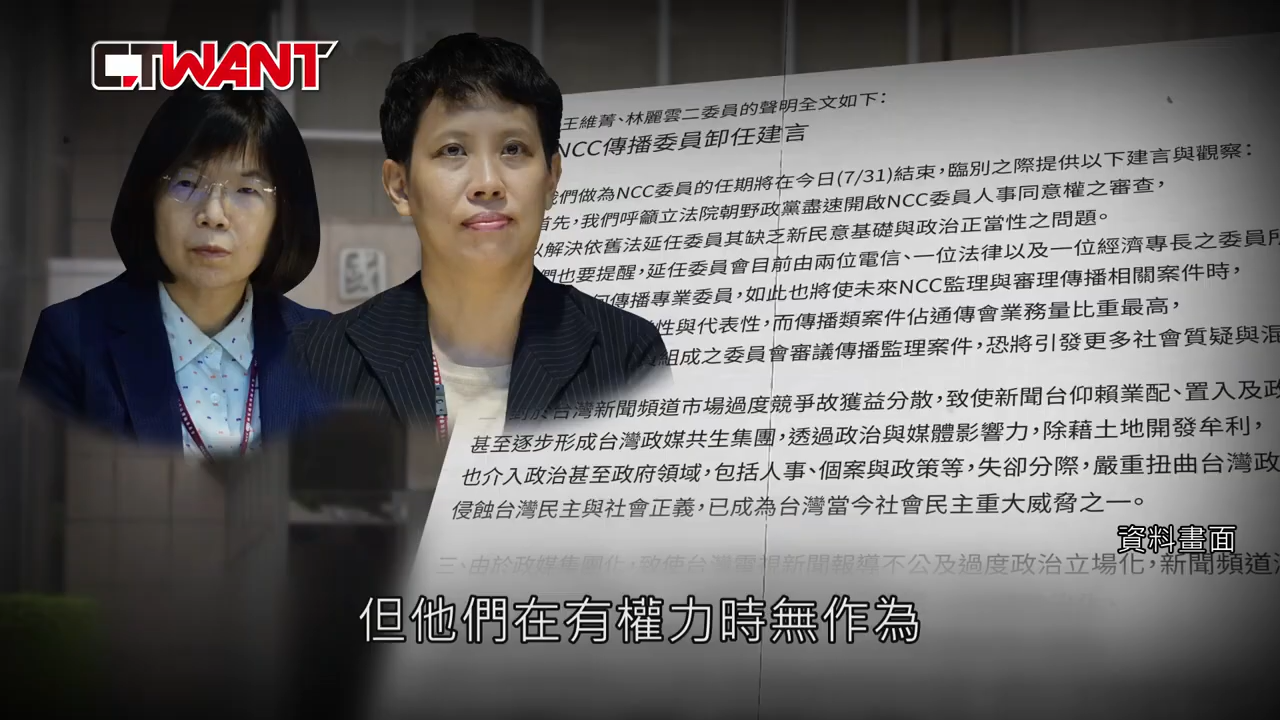 CTWANT
王維菁、林麗雲二委員的聲明全文如下：
NCC傳播委員卸任建言
我們做為NCC委員的任期將在今日(7/31)結束，臨別之際提供以下建言與觀察：
首先，我們呼籲立法院朝野政黨盡速開啟NCC委員人事同意權之審查，
以解決依舊法延任委員其缺乏新民意基礎與政治正當性之問題。
們也要提醒，延任委員會目前由兩位電信、一位法律以及一位經濟專長之委員所
何傳播專業委員，如此也將使未來NCC監理與審理傳播相關案件時，
性與代表性，而傳播類案件佔通傳會業務量比重最高，
組成之委員會審議傳播監理案件，恐將引發更多社會質疑與混
對於台灣新聞頻道市場過度競爭故獲益分散，致使新聞台仰賴業配、置入及政
甚至逐步形成台灣政媒共生集團，透過政治與媒體影響力，除藉土地開發牟利，
也介入政治甚至政府領域，包括人事、個案與政策等，失卻分際，嚴重扭曲台灣政
侵蝕台灣民主與社會正義，已成為台灣當今社會民主重大威脅之一。
資料畫面
三、由於政媒集團化，致使台灣電視新聞報導不公及過度政治立場化，新聞頻道
但他們在有權力時無作為